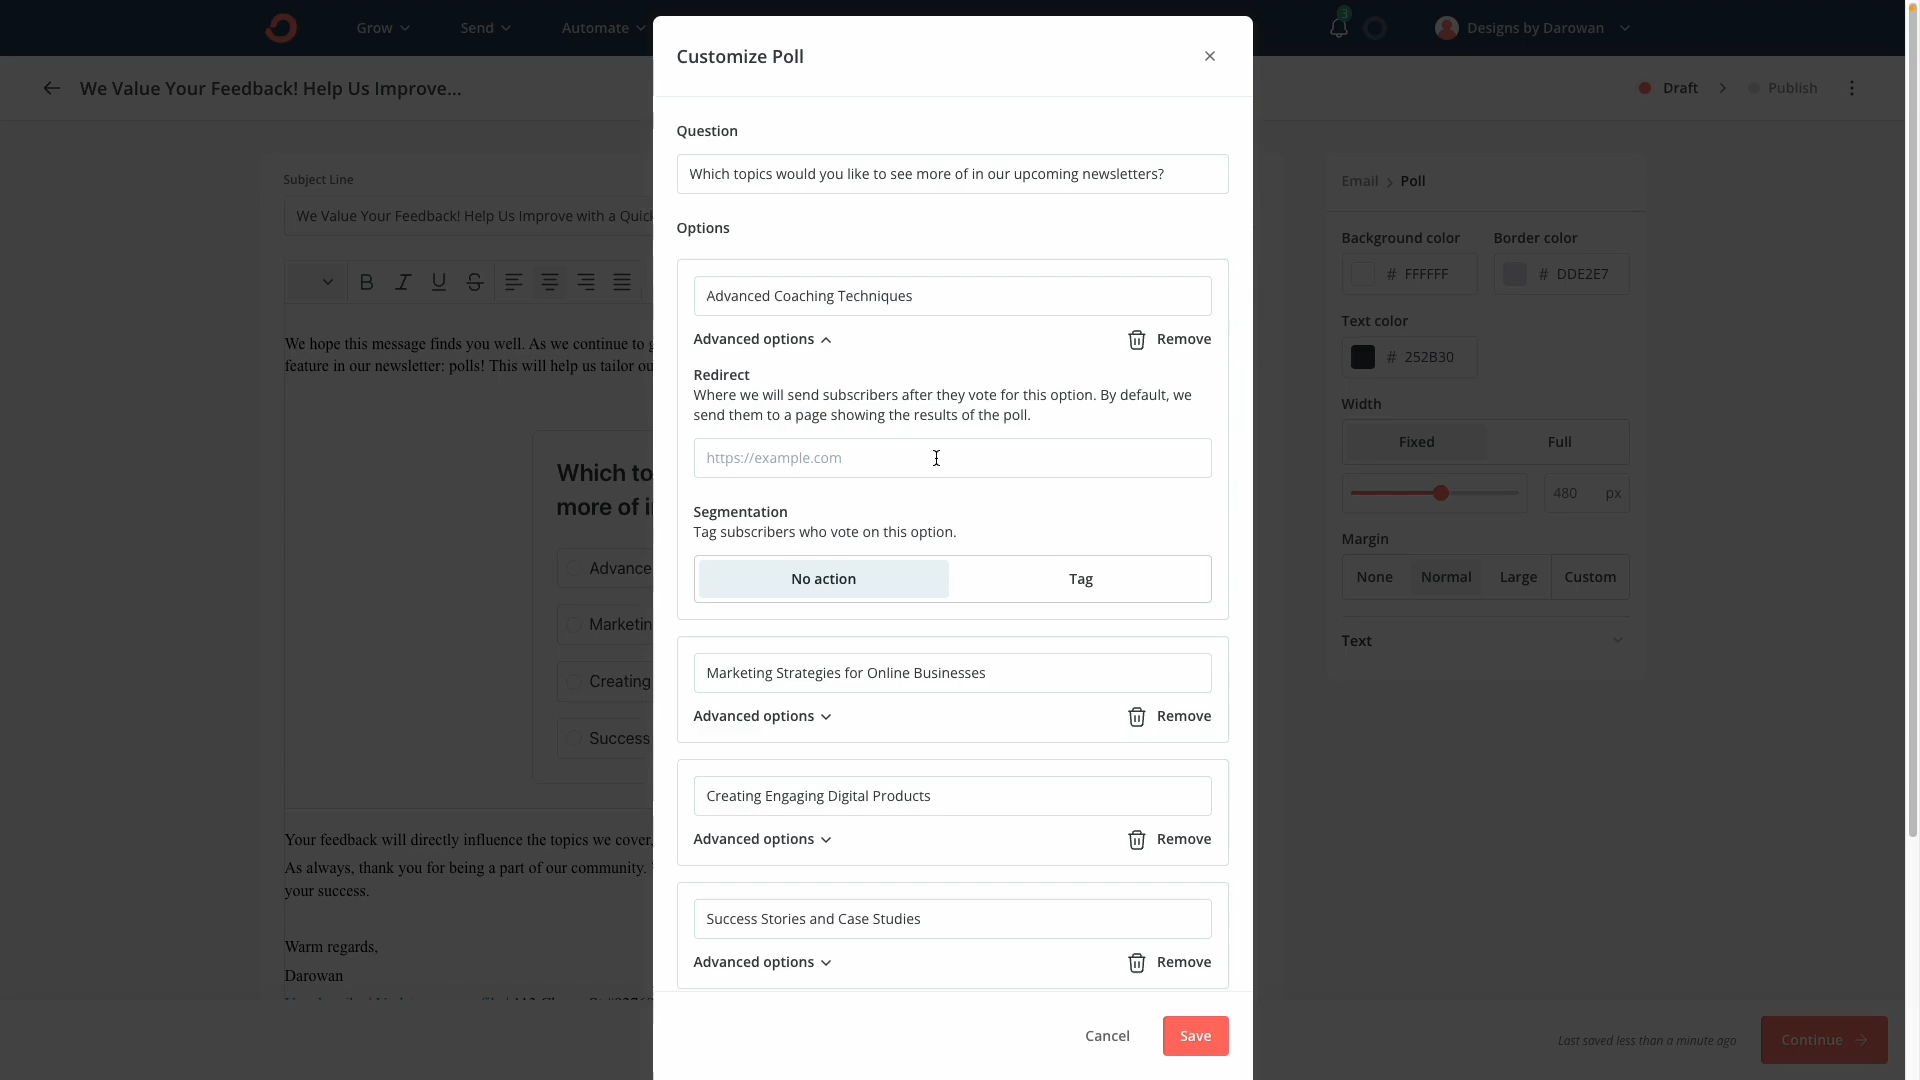 Grow
Send
Automate
3
Designs by Darowan
We Value Your Feedback! Help Us Improve...
Draft
Publish
Subject Line
We Value Your Feedback! Help Us Improve with a Quick
We hope this message finds you well. As we continue to
feature in our newsletter: polls! This will help us tailor
Which to
more of
Advance
Marketin
Creating
Success
Your feedback will directly influence the topics we cover,
As always, thank you for being a part of our community.
your success.
Warm regards,
Darowan
Customize Poll
Question
Which topics would you like to see more of in our upcoming newsletters?
Options
Advanced Coaching Techniques
Advanced options
Remove
Redirect
Where we will send subscribers after they vote for this option. By default, we
send them to a page showing the results of the poll.
https://example.com
Segmentation
Tag subscribers who vote on this option.
No action
Tag
Marketing Strategies for Online Businesses
Advanced options
Remove
Creating Engaging Digital Products
Advanced options
Remove
Success Stories and Case Studies
Advanced options
Remove
Cancel
Save
Email > Poll
Background color
Border color
# FFFFFF
# DDE2E7
Text color
# 252B30
Width
Fixed
Full
480 px
Margin
None
Normal
Large
Custom
Text
Last saved less than a minute ago
Continue